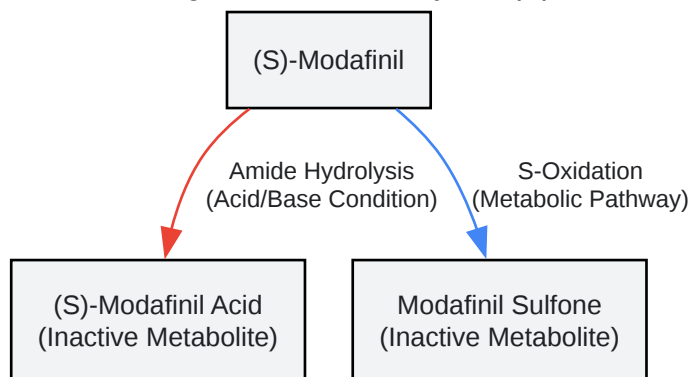 (S)-Modafinil
Amide Hydrolysis
(Acid/Base Condition)
S-Oxidation
(Metabolic Pathway)
(S)-Modafinil Acid
(Inactive Metabolite)
Modafinil Sulfone
(Inactive Metabolite)